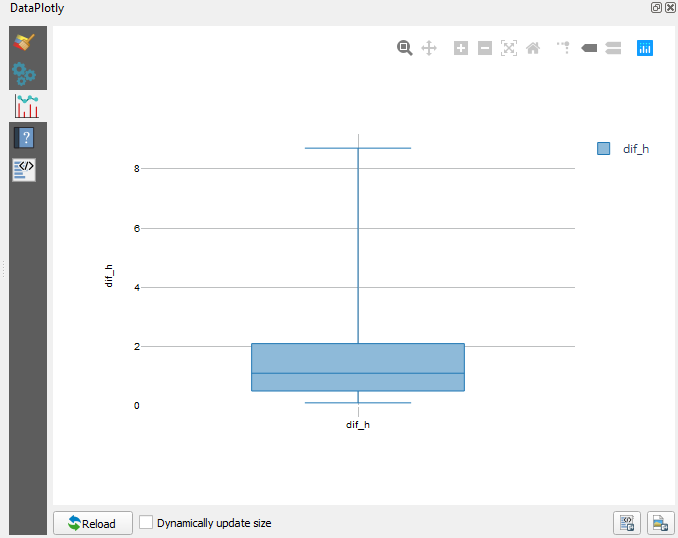 DataPlotly
dif_h
8
6
4
2
0
dif_h
dif_h
Reload
Dynamically update size